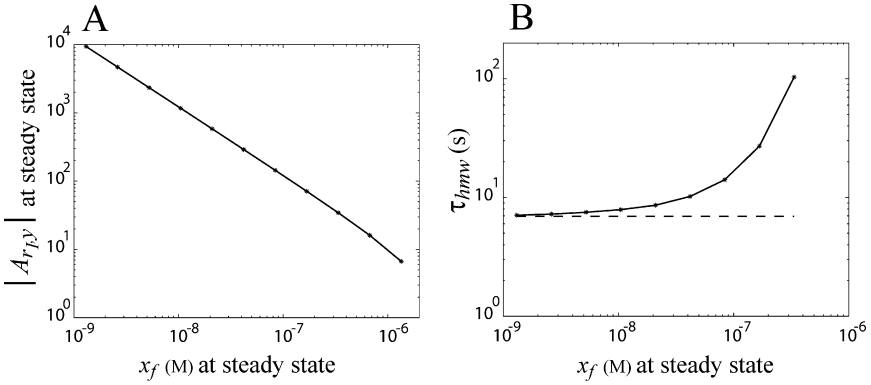 A
| A_{r_L y} | at steady state
10^4
10^3
10^2
10^1
10^0
10^-9
10^-8
10^-7
10^-6
x_f (M) at steady state
B
τ_hmw (s)
10^2
10^1
10^0
10^-9
10^-8
10^-7
10^-6
x_f (M) at steady state